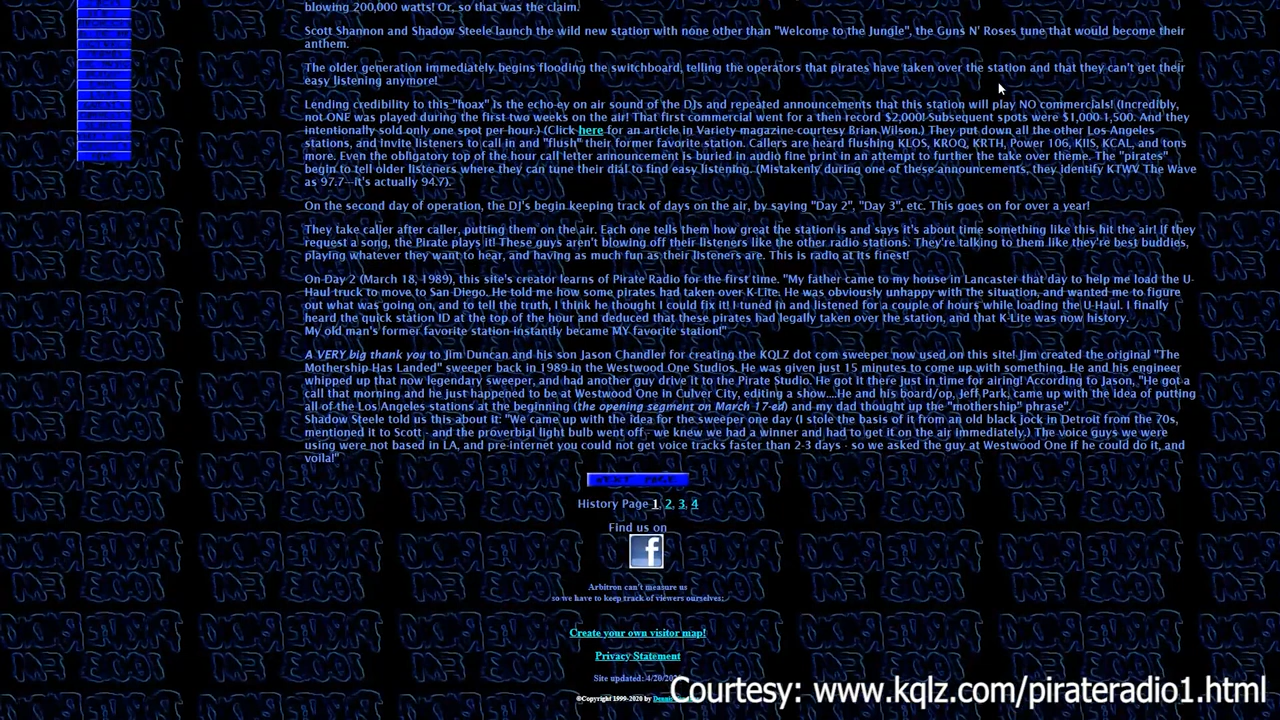 blowing 200,000 watts! Or, so that was the claim.
Scott Shannon and Shadow Steele launch the wild new station with none other than "Welcome to the Jungle", the Guns N' Roses tune that would become their
anthem.
The older generation immediately begins flooding the switchboard, telling the operators that pirates have taken over the station and that they can't get their
easy listening anymore!
Lending credibility to this "hoax" is the echo-ey on air sound of the DJs and repeated announcements that this station will play NO commercials! (Incredibly,
not ONE was played during the first two weeks on the air! That first commercial went for a then record $2,000! Subsequent spots were $1,000-1,500. And they
intentionally sold only one spot per hour.) (Click here for an article in Variety magazine courtesy Brian Wilson.) They put down all the other Los Angeles
stations, and invite listeners to call in and "flush" their former favorite station. Callers are heard flushing KLOS, KROQ, KRTH, Power 106, KIIS, KCAL, and tons
more. Even the obligatory top of the hour call letter announcement is buried in audio fine print in an attempt to further the take over theme. The "pirates"
begin to tell older listeners where they can tune their dial to find easy listening. (Mistakenly during one of these announcements, they identify KTWV The Wave
as 97.7—it's actually 94.7).
On the second day of operation, the DJ's begin keeping track of days on the air, by saying "Day 2", "Day 3", etc. This goes on for over a year!
They take caller after caller, putting them on the air. Each one tells them how great the station is and says it's about time something like this hit the air! If they
request a song, the Pirate plays it! These guys aren't blowing off their listeners like the other radio stations. They're talking to them like they're best buddies,
playing whatever they want to hear, and having as much fun as their listeners are. This is radio at its finest!
On Day 2 (March 18, 1989), this site's creator learns of Pirate Radio for the first time. "My father came to my house in Lancaster that day to help me load the U-
Haul truck to move to San Diego. He told me how some pirates had taken over K-Lite. He was obviously unhappy with the situation, and wanted me to figure
out what was going on, and to tell the truth, I think he thought I could fix it! I tuned in and listened for a couple of hours while loading the U-Haul. I finally
heard the quick station ID at the top of the hour and deduced that these pirates had legally taken over the station, and that K-Lite was now history.
My old man's former favorite station instantly became MY favorite station!"
A VERY big thank you to Jim Duncan and his son Jason Chandler for creating the KQLZ dot com sweeper now used on this site! Jim created the original "The
Mothership Has Landed" sweeper back in 1989 in the Westwood One Studios. He was given just 15 minutes to come up with something. He and his engineer
whipped up that now legendary sweeper, and had another guy drive it to the Pirate Studio. He got it there just in time for airing! According to Jason, "He got a
call that morning and he just happened to be at Westwood One in Culver City, editing a show....He and his board/op, Jeff Park, came up with the idea of putting
all of the Los Angeles stations at the beginning (the opening segment on March 17-ed) and my dad thought up the "mothership" phrase".
Shadow Steele told us this about it: "We came up with the idea for the sweeper one day (I stole the basis of it from an old black jock in Detroit from the 70s,
mentioned it to Scott - and the proverbial light bulb went off - we knew we had a winner and had to get it on the air immediately.) The voice guys we were
using were not based in LA, and pre-internet you could not get voice tracks faster than 2-3 days - so we asked the guy at Westwood One if he could do it, and
voila!"
NEXT PAGE
History Page 1, 2, 3, 4
Find us on
f
Arbitron can't measure us
so we have to keep track of viewers ourselves:
Create your own visitor map!
Privacy Statement
Site updated: 4/20/20
©Copyright 1999-2020 by
Courtesy: www.kqlz.com/pirateradio1.html